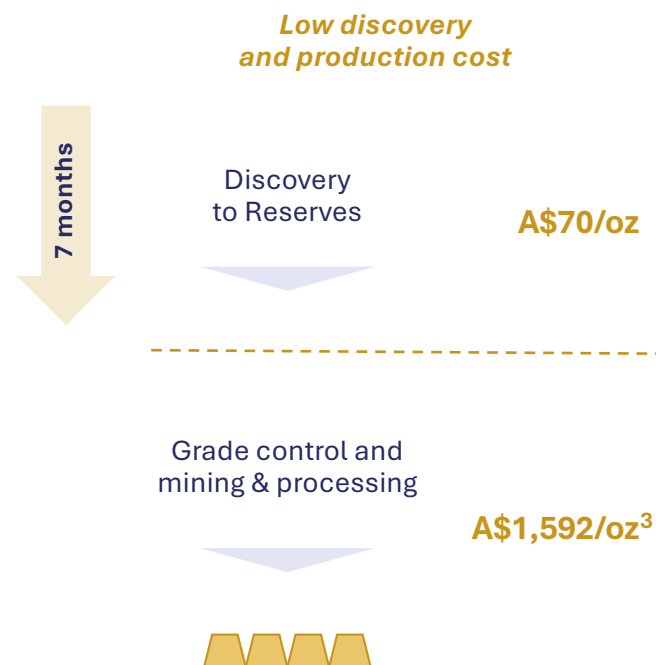 Low discovery
and production cost
7 months
Discovery
to Reserves
A$70/oz
Grade control and
mining & processing
A$1,592/oz³